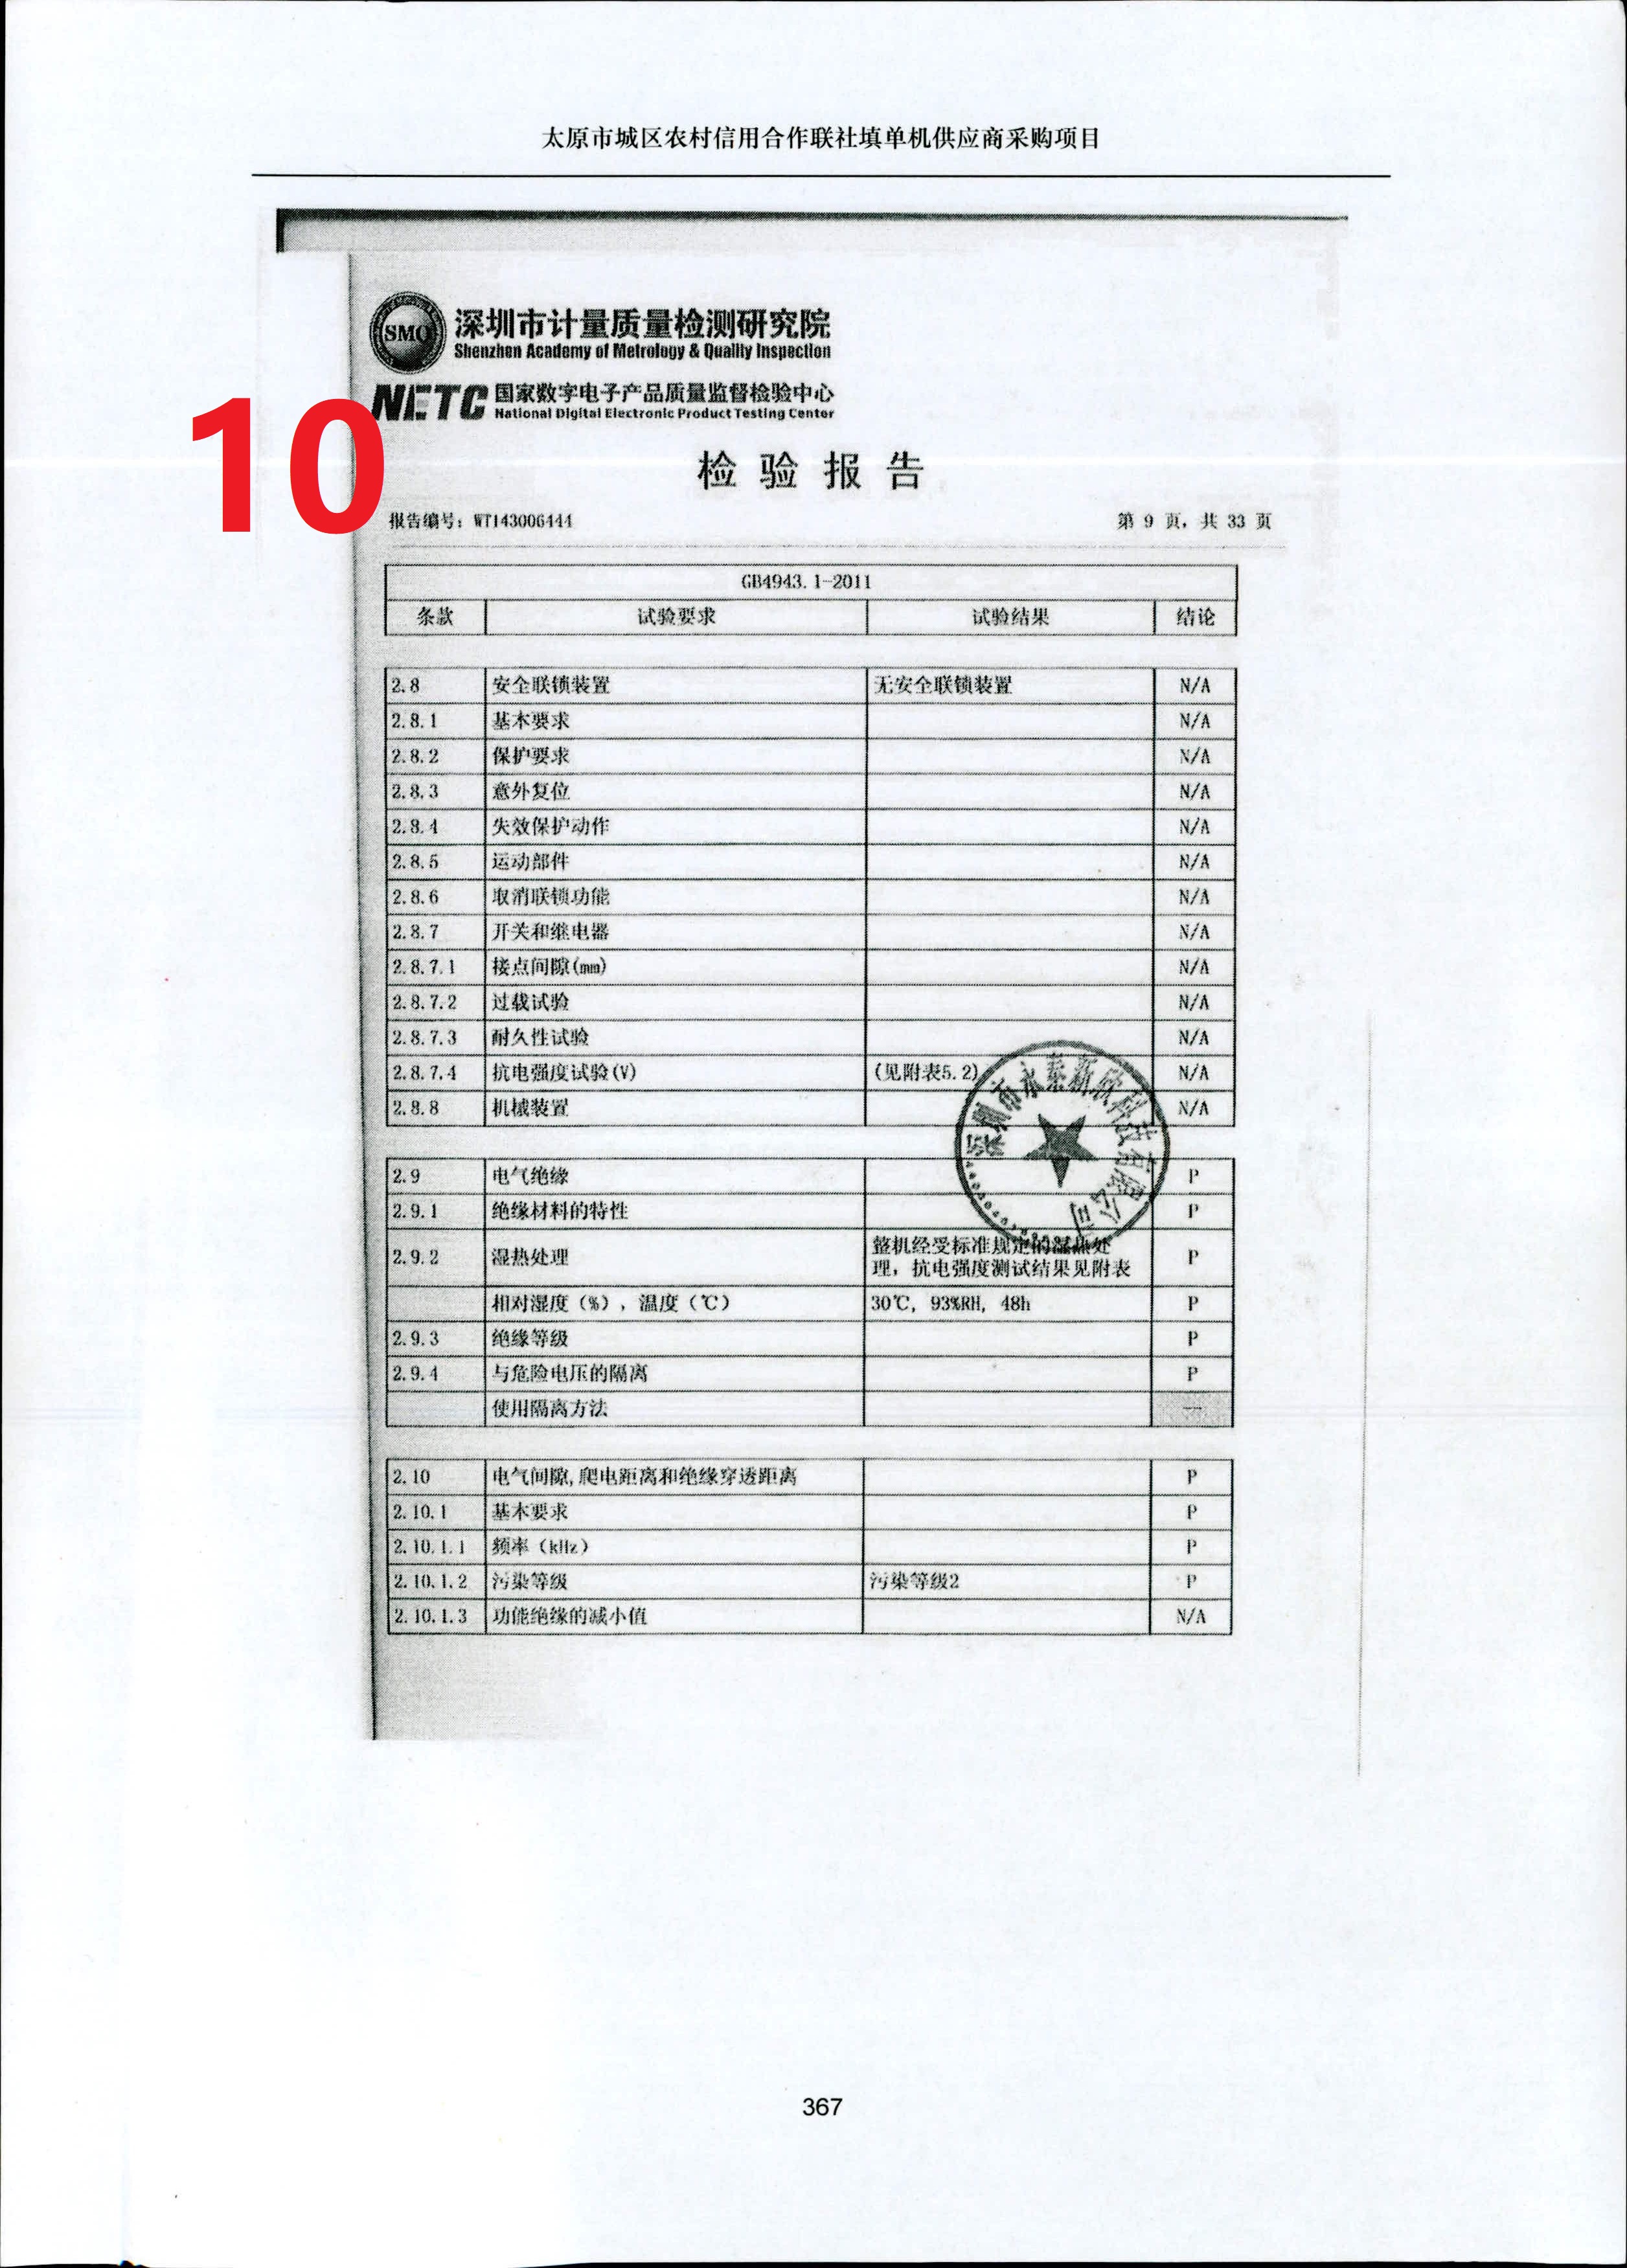 太原市城区农村信用合作联社填单机供应商采购项目
SMQ 深圳市计量质量检测研究院
Shenzhen Academy of Metrology & Quality Inspection
NETC 国家数字电子产品质量监督检验中心
National Digital Electronic Product Testing Center
10
检验报告
报告编号：WT143006444 第 9 页，共 33 页
GB4943.1-2011
条款 试验要求 试验结果 结论
2.8 安全联锁装置 无安全联锁装置 N/A
2.8.1 基本要求 N/A
2.8.2 保护要求 N/A
2.8.3 意外复位 N/A
2.8.4 失效保护动作 N/A
2.8.5 运动部件 N/A
2.8.6 取消联锁功能 N/A
2.8.7 开关和继电器 N/A
2.8.7.1 接点间隙(mm) N/A
2.8.7.2 过载试验 N/A
2.8.7.3 耐久性试验 N/A
2.8.7.4 抗电强度试验(V) (见附表5.2) N/A
2.8.8 机械装置 N/A
深圳市永泰新欣科技有限公司
2.9 电气绝缘 P
2.9.1 绝缘材料的特性 P
2.9.2 湿热处理 整机经受标准规定的湿热处
理，抗电强度测试结果见附表 P
相对湿度（%），温度（℃） 30℃，93%RH，48h P
2.9.3 绝缘等级 P
2.9.4 与危险电压的隔离 P
使用隔离方法 —
2.10 电气间隙,爬电距离和绝缘穿透距离 P
2.10.1 基本要求 P
2.10.1.1 频率（kHz） P
2.10.1.2 污染等级 污染等级2 P
2.10.1.3 功能绝缘的减小值 N/A
367